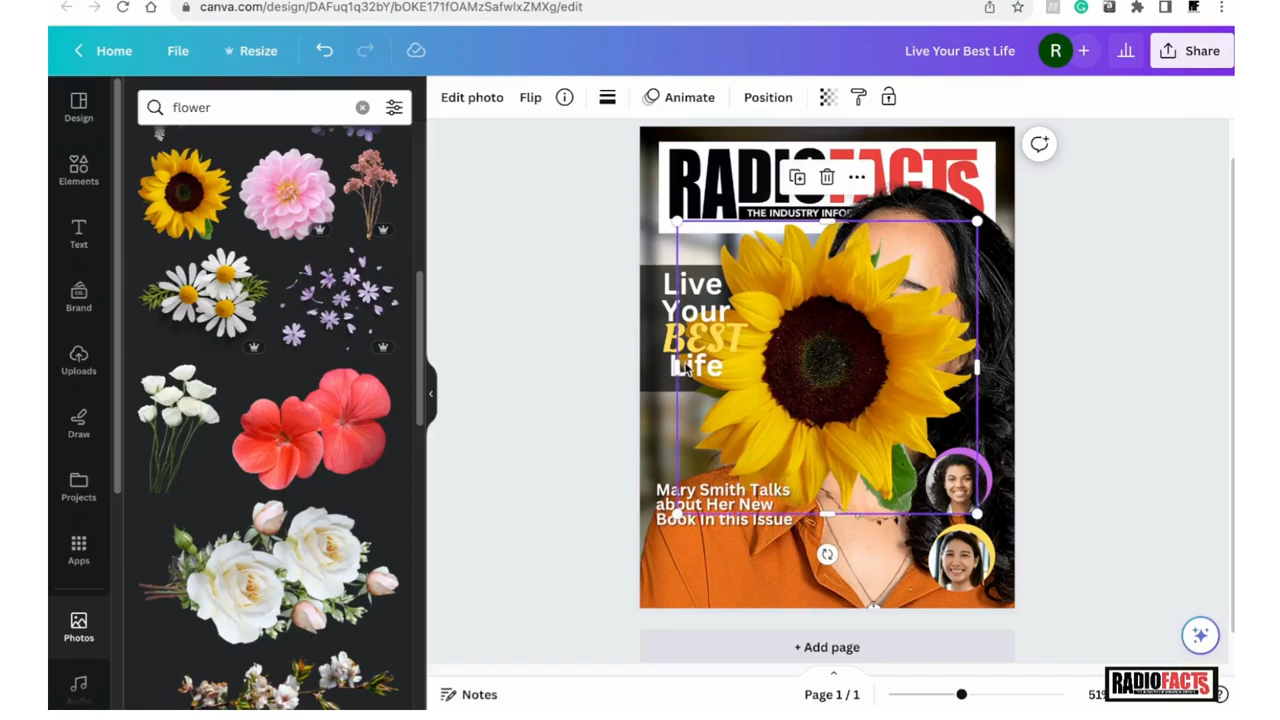 canva.com/design/DAFuq1q32bY/bOKE171fOAMzSafwlxZMXg/edit
Home
File
Resize
Live Your Best Life
R
+
Share
Design
Elements
Text
Brand
Uploads
Draw
Projects
Apps
Photos
Audio
flower
Edit photo
Flip
Animate
Position
RADIOFACTS
THE INDUSTRY
Live
Your
BEST
Life
Mary Smith Talks
about Her New
Book in this Issue
+ Add page
Notes
Page 1 / 1
RADIOFACTS